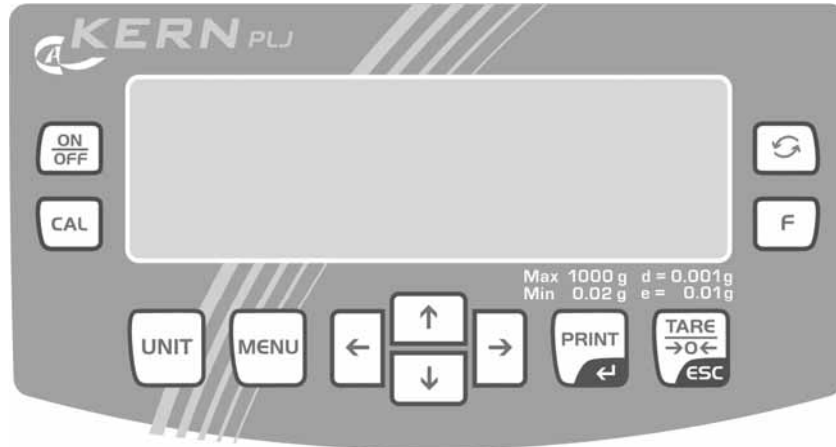 KERN PLJ
ON
OFF
CAL
F
Max 1000 g d = 0.001g
Min 0.02 g e = 0.01g
UNIT
MENU
↑
←
→
↓
PRINT
↵
TARE
→0←
ESC